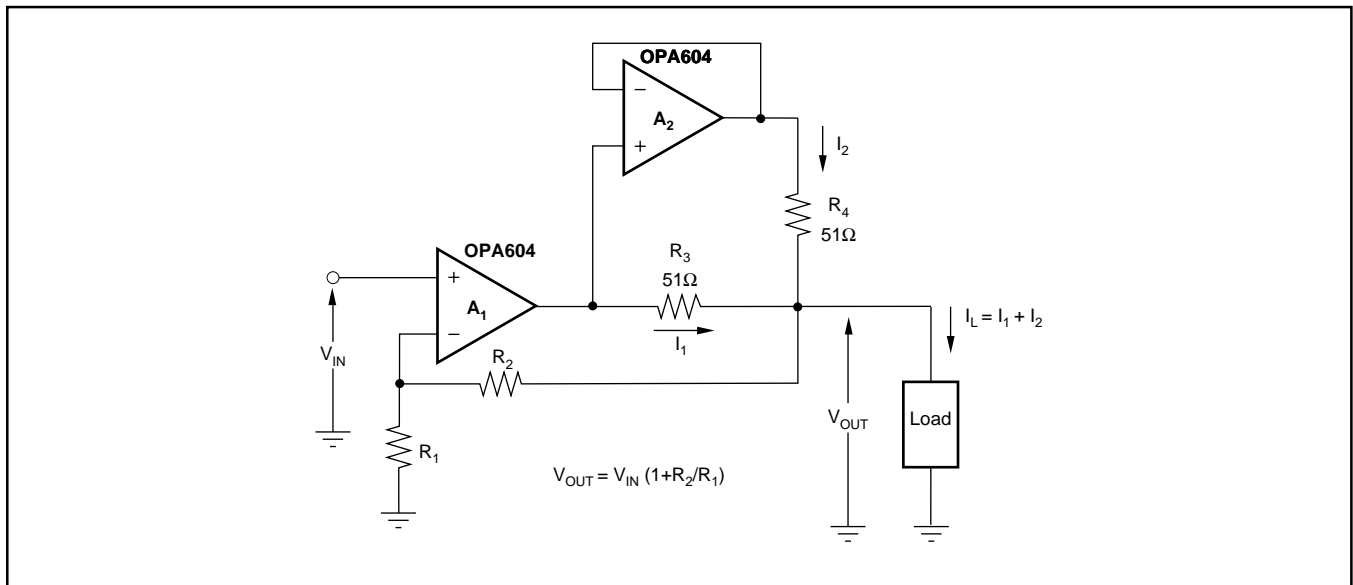 OPA604
−
A2
+
I2
R4
51Ω
OPA604
+
A1
−
R3
51Ω
I1
IL = I1 + I2
VIN
R2
R1
VOUT
Load
VOUT = VIN (1+R2/R1)